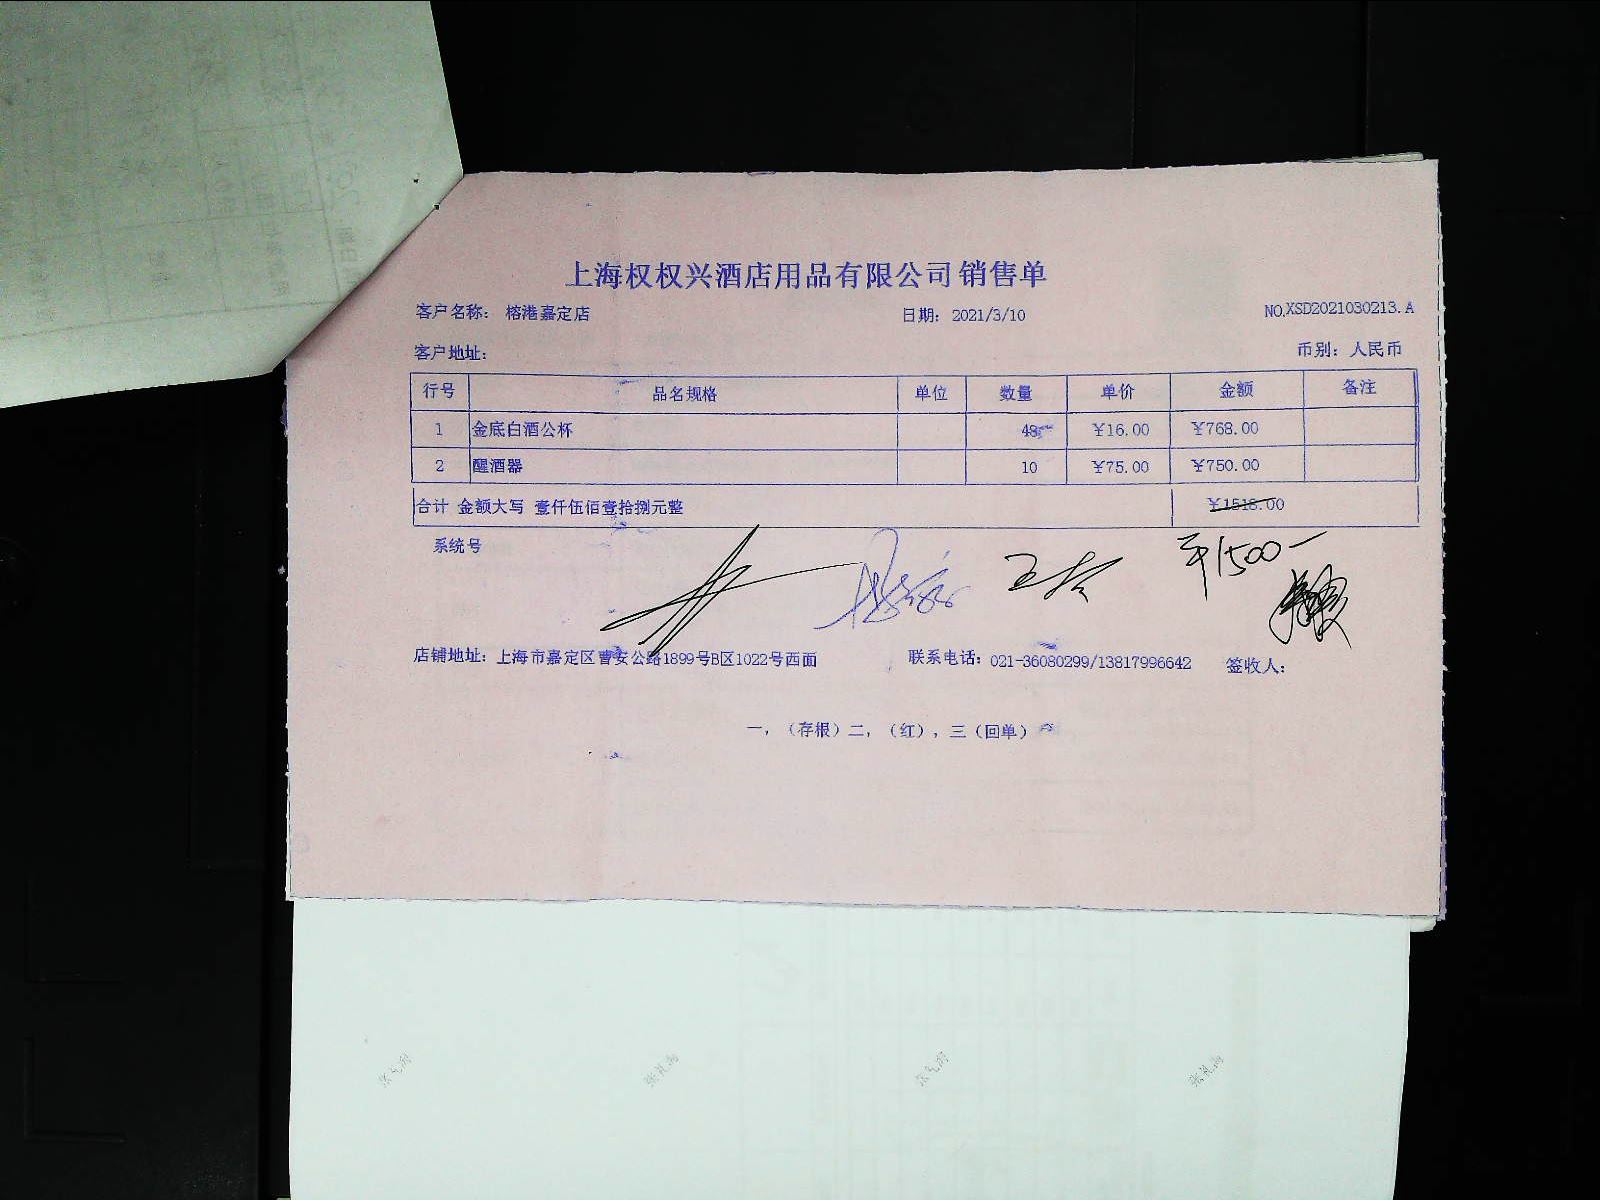 上海权权兴酒店用品有限公司 销售单
客户名称： 榕港嘉定店 日期： 2021/3/10 NO.XSD2021030213.A
客户地址： 币别： 人民币
行号 品名规格 单位 数量 单价 金额 备注
1 金底白酒公杯 48 ¥16.00 ¥768.00
2 醒酒器 10 ¥75.00 ¥750.00
合计 金额大写 壹仟伍佰壹拾捌元整 ¥1518.00
系统号
¥1500-
店铺地址： 上海市嘉定区曹安公路1899号B区1022号西面 联系电话： 021-36080299/13817996642 签收人：
一，（存根）二，（红），三（回单）